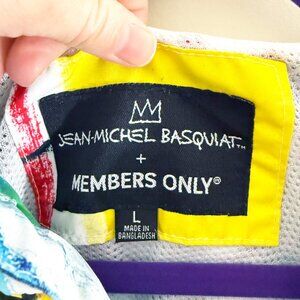 JEAN-MICHEL BASQUIAT™
+
MEMBERS ONLY®
L
MADE IN
BANGLADESH